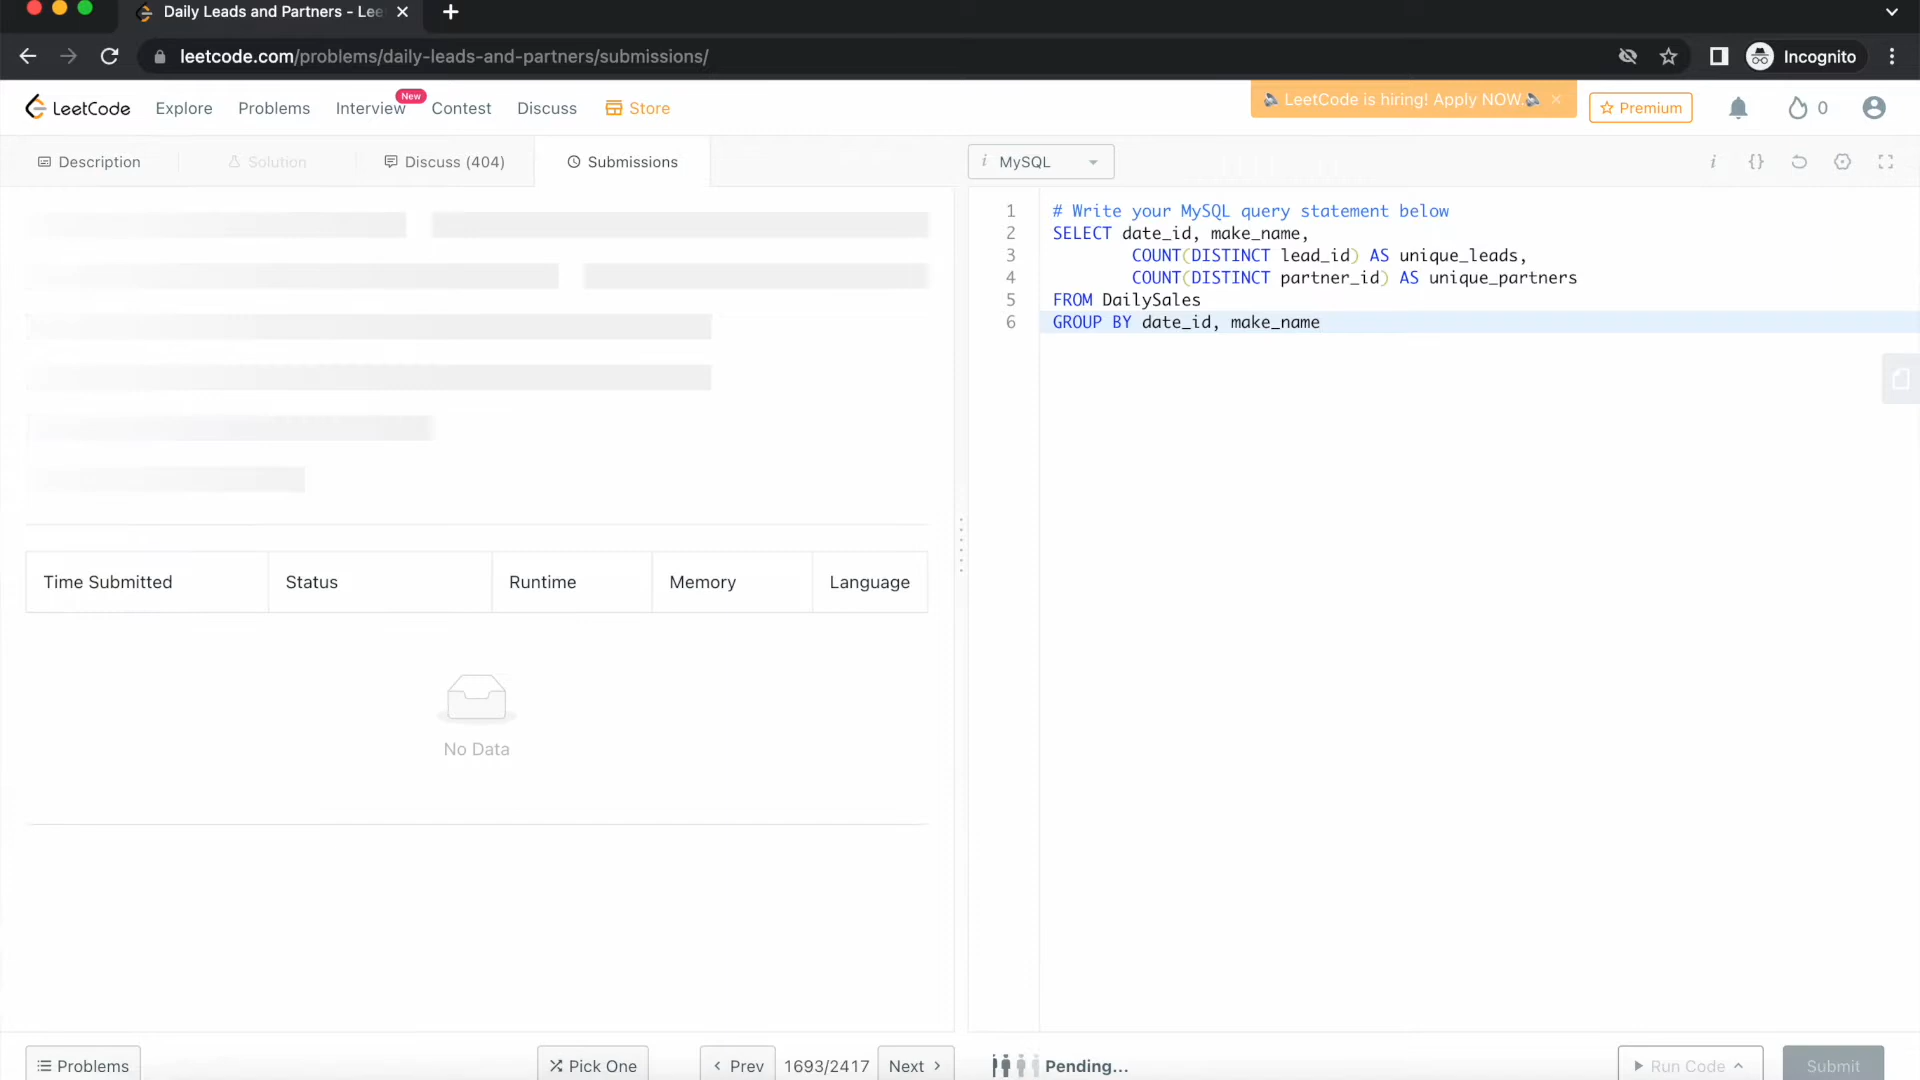 Daily Leads and Partners - Lee
leetcode.com/problems/daily-leads-and-partners/submissions/
Incognito
LeetCode
Explore
Problems
Interview
New
Contest
Discuss
Store
LeetCode is hiring! Apply NOW.
Premium
0
Description
Solution
Discuss (404)
Submissions
i MySQL
i
{}
1 # Write your MySQL query statement below
2 SELECT date_id, make_name,
3 COUNT(DISTINCT lead_id) AS unique_leads,
4 COUNT(DISTINCT partner_id) AS unique_partners
5 FROM DailySales
6 GROUP BY date_id, make_name
Time Submitted
Status
Runtime
Memory
Language
No Data
Problems
Pick One
Prev
1693/2417
Next
Pending...
Run Code
Submit